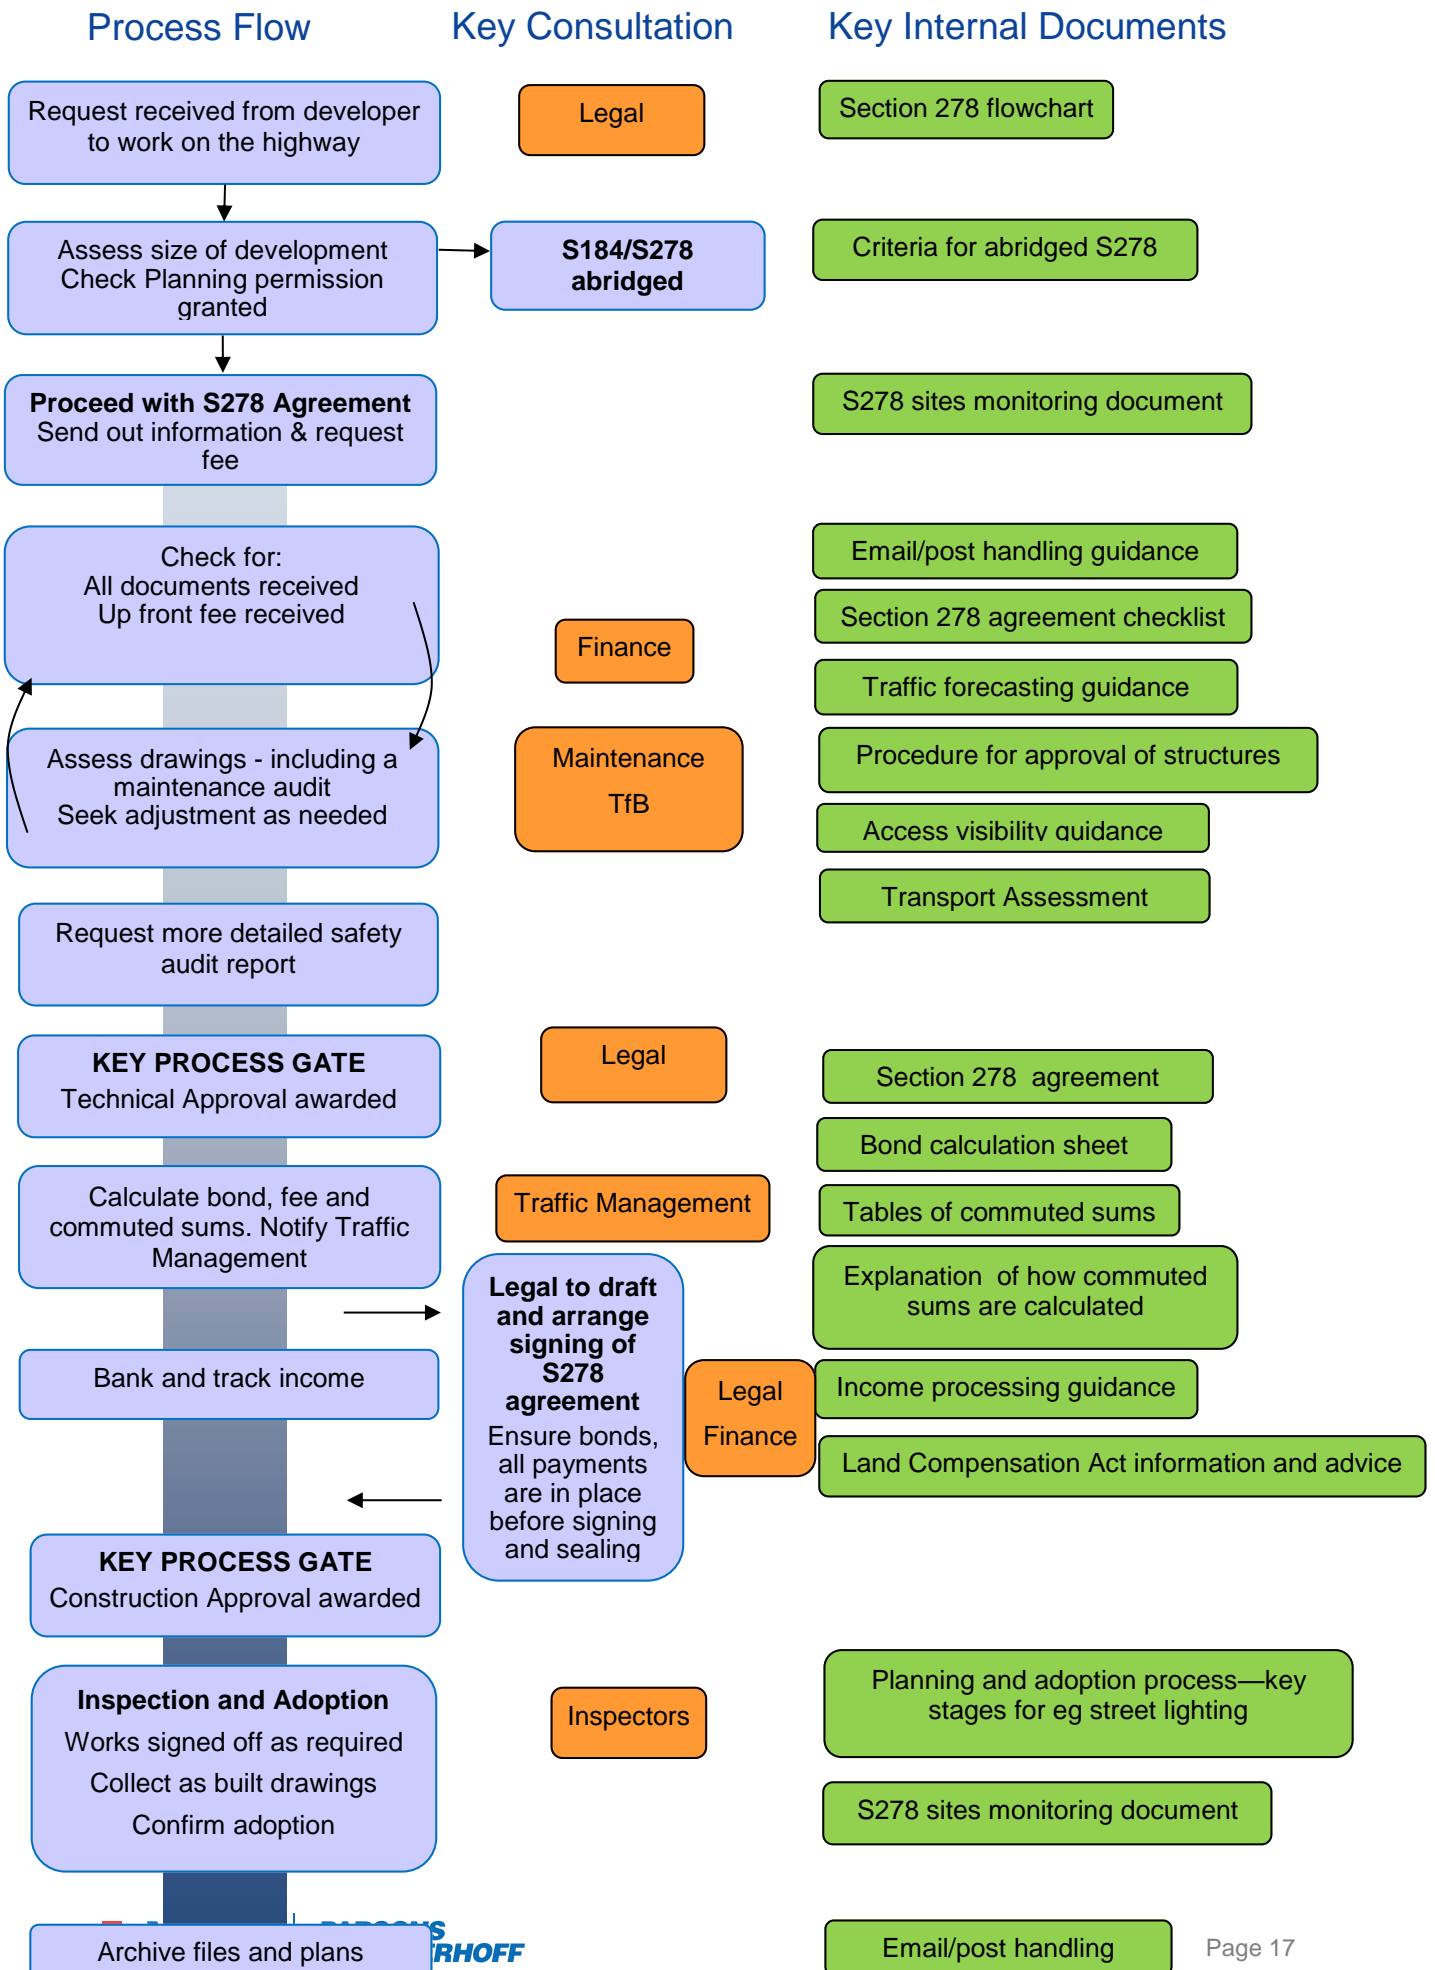 Process Flow
Key Consultation
Key Internal Documents
Request received from developer
to work on the highway
Legal
Section 278 flowchart
Assess size of development
Check Planning permission
granted
S184/S278
abridged
Criteria for abridged S278
Proceed with S278 Agreement
Send out information & request
fee
S278 sites monitoring document
Check for:
All documents received
Up front fee received
Finance
Email/post handling guidance
Section 278 agreement checklist
Traffic forecasting guidance
Assess drawings - including a
maintenance audit
Seek adjustment as needed
Maintenance
TfB
Procedure for approval of structures
Access visibility guidance
Transport Assessment
Request more detailed safety
audit report
KEY PROCESS GATE
Technical Approval awarded
Legal
Section 278  agreement
Bond calculation sheet
Calculate bond, fee and
commuted sums. Notify Traffic
Management
Traffic Management
Tables of commuted sums
Explanation  of how commuted
sums are calculated
Legal to draft
and arrange
signing of
S278
agreement
Ensure bonds,
all payments
are in place
before signing
and sealing
Bank and track income
Legal
Finance
Income processing guidance
Land Compensation Act information and advice
KEY PROCESS GATE
Construction Approval awarded
Inspection and Adoption
Works signed off as required
Collect as built drawings
Confirm adoption
Inspectors
Planning and adoption process—key
stages for eg street lighting
S278 sites monitoring document
Archive files and plans
Email/post handling
Page 17